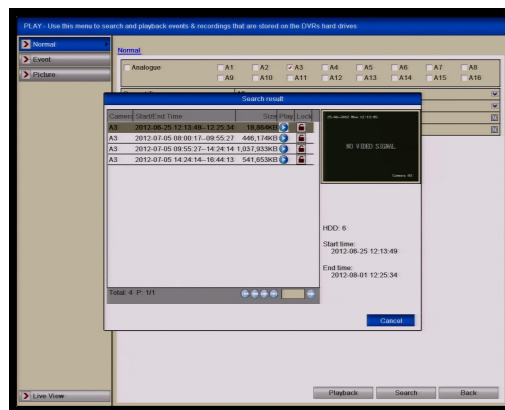 PLAY - Use this menu to search and playback events & recordings that are stored on the DVRs hard drives
Normal
Event
Picture
Normal
Analogue A1 A2 A3 A4 A5 A6 A7 A8
A9 A10 A11 A12 A13 A14 A15 A16
Search result
Camera Start/End Time Size Play Lock
A3 2012-06-25 12:13:49--12:25:34 19,864KB
A3 2012-07-05 08:00:17--09:55:27 446,174KB
A3 2012-07-05 09:55:27--14:24:14 1,037,933KB
A3 2012-07-05 14:24:14--16:44:13 541,653KB
NO VIDEO SIGNAL
HDD: 6
Start time:
2012-06-25 12:13:49
End time:
2012-08-01 12:25:34
Total: 4 P: 1/1
Cancel
Live View
Playback Search Back